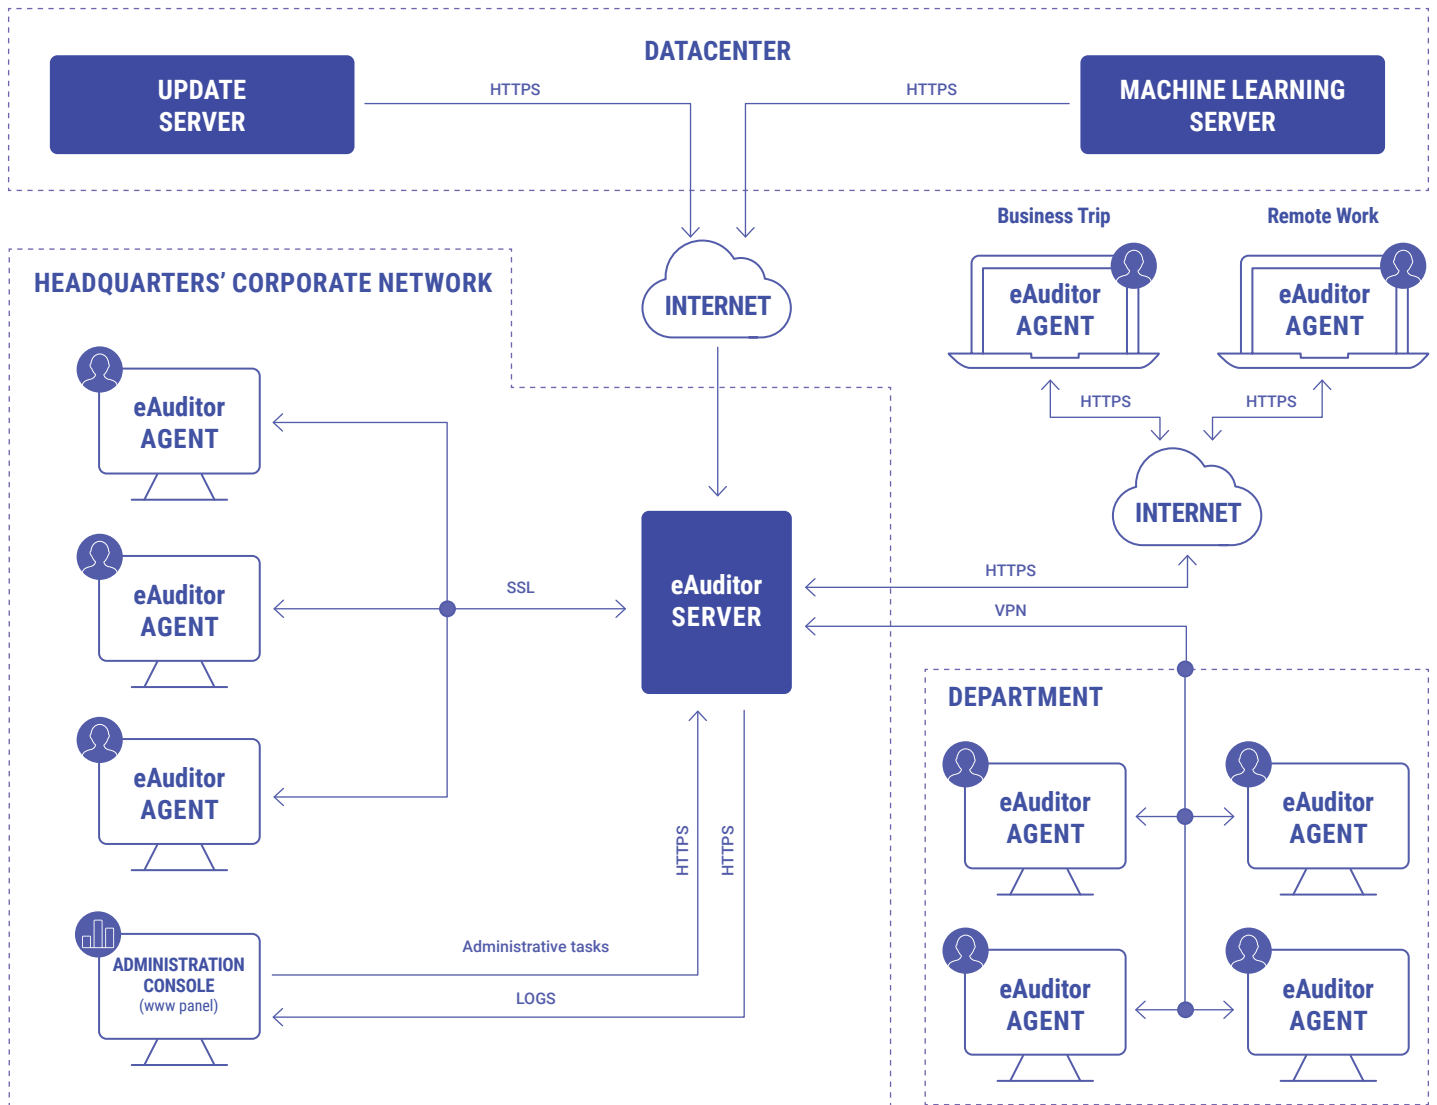 DATACENTER
UPDATE
SERVER
HTTPS
HTTPS
MACHINE LEARNING
SERVER
INTERNET
Business Trip
Remote Work
eAuditor
AGENT
eAuditor
AGENT
HTTPS
HTTPS
INTERNET
HEADQUARTERS’ CORPORATE NETWORK
eAuditor
AGENT
eAuditor
AGENT
eAuditor
AGENT
SSL
eAuditor
SERVER
HTTPS
VPN
HTTPS
HTTPS
ADMINISTRATION
CONSOLE
(www panel)
Administrative tasks
LOGS
DEPARTMENT
eAuditor
AGENT
eAuditor
AGENT
eAuditor
AGENT
eAuditor
AGENT